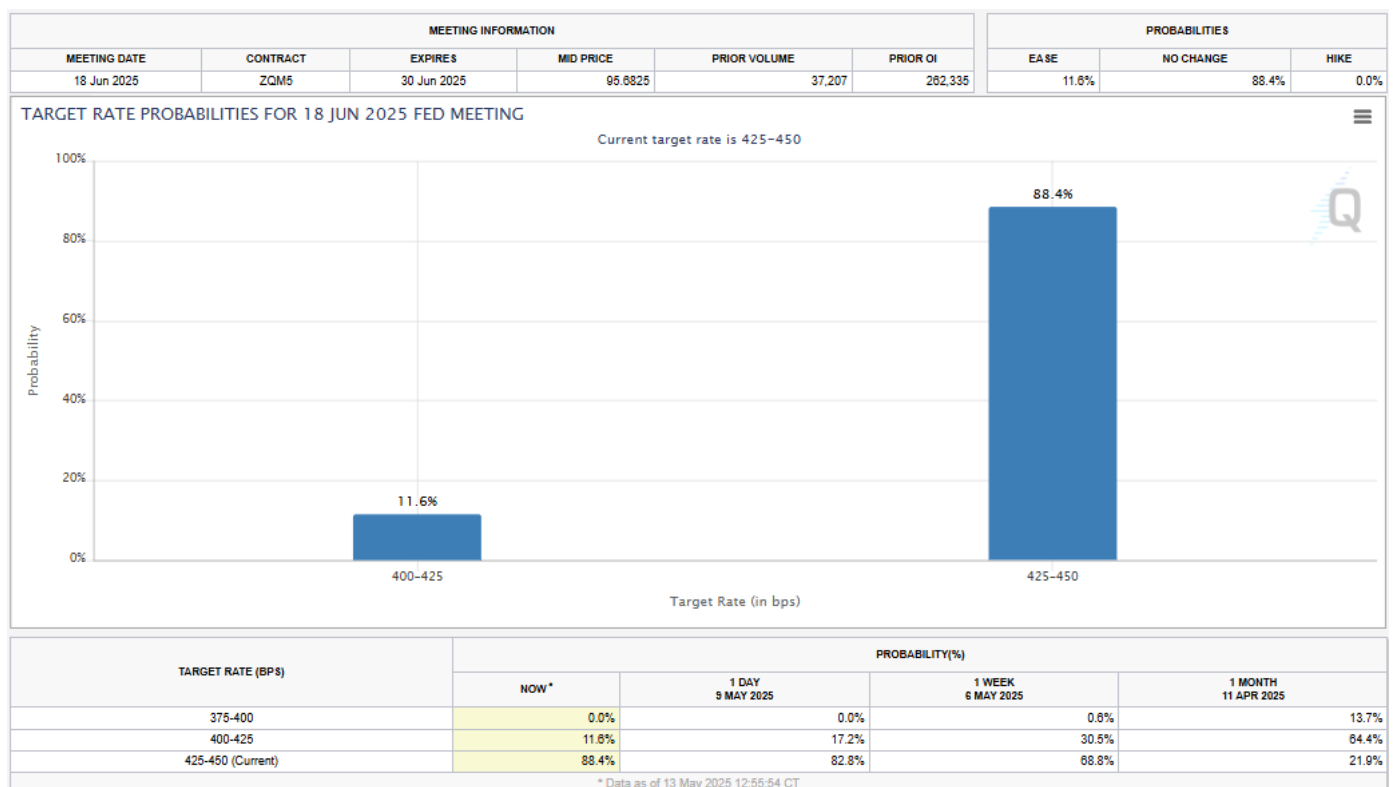 MEETING INFORMATION
PROBABILITIES
MEETING DATE CONTRACT EXPIRES MID PRICE PRIOR VOLUME PRIOR OI EASE NO CHANGE HIKE
18 Jun 2025 ZQM5 30 Jun 2025 95.6825 37,207 262,335 11.6% 88.4% 0.0%
TARGET RATE PROBABILITIES FOR 18 JUN 2025 FED MEETING
Current target rate is 425-450
100%
80%
60%
40%
20%
0%
Probability
11.6%
88.4%
Q
400-425 425-450
Target Rate (in bps)
TARGET RATE (BPS) PROBABILITY(%)
NOW * 1 DAY 1 WEEK 1 MONTH
9 MAY 2025 6 MAY 2025 11 APR 2025
375-400 0.0% 0.0% 0.6% 13.7%
400-425 11.6% 17.2% 30.5% 64.4%
425-450 (Current) 88.4% 82.8% 68.8% 21.9%
* Data as of 13 May 2025 12:55:54 CT